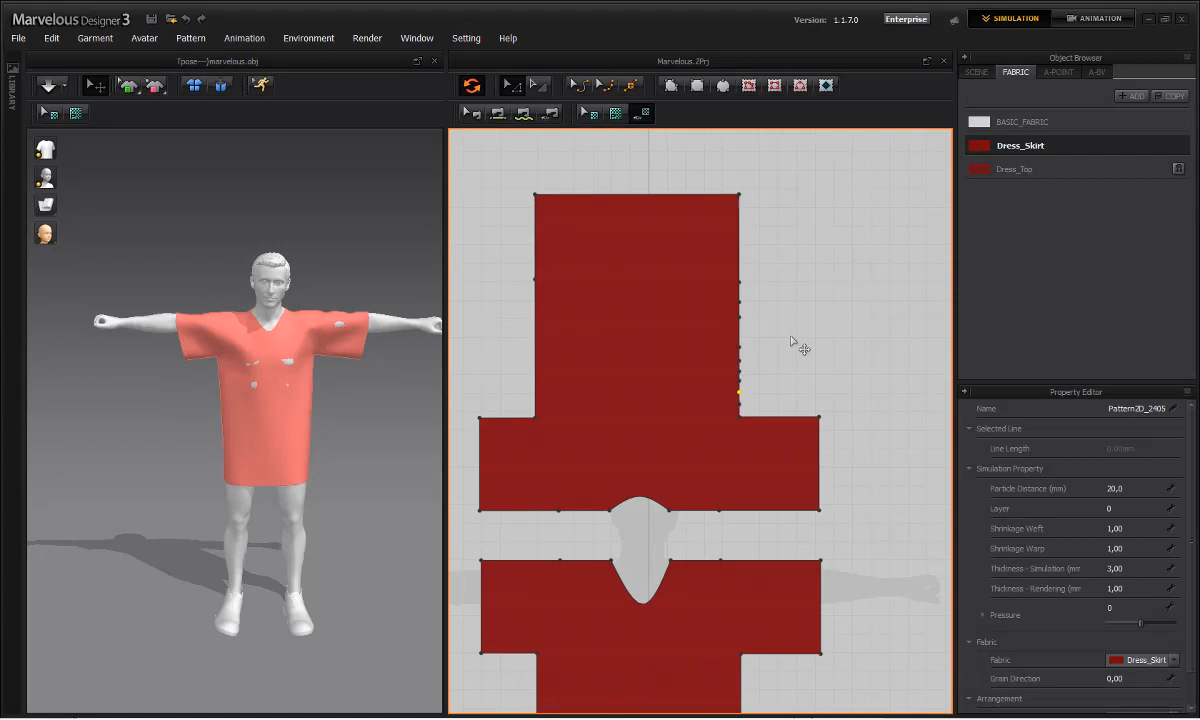 Marvelous Designer 3
Version: 1.1.7.0
Enterprise
SIMULATION
ANIMATION
File Edit Garment Avatar Pattern Animation Environment Render Window Setting Help
Tpose--}marvelous.obj
Marvelous.ZPrj
LIBRARY
Object Browser
SCENE FABRIC A-POINT A-BV
ADD COPY
BASIC_FABRIC
Dress_Skirt
Dress_Top
Property Editor
Name Pattern2D_2405
Selected Line
Line Length 0.00mm
Simulation Property
Particle Distance (mm) 20,0
Layer 0
Shrinkage Weft 1,00
Shrinkage Warp 1,00
Thickness - Simulation (mm 3,00
Thickness - Rendering (mm 1,00
Pressure 0
Fabric
Fabric Dress_Skirt
Grain Direction 0,00
Arrangement